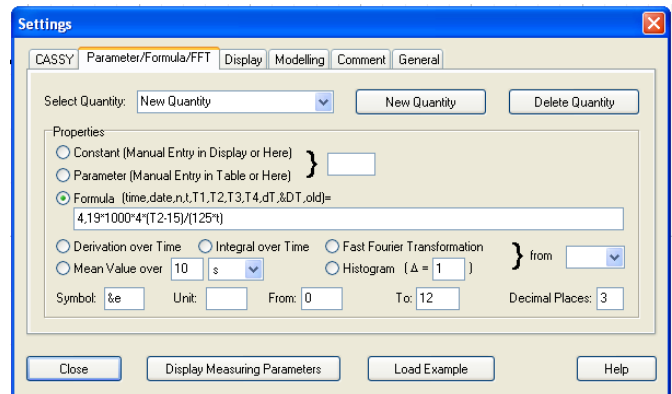 Settings
CASSY Parameter/Formula/FFT Display Modelling Comment General
Select Quantity: New Quantity New Quantity Delete Quantity
Properties
Constant (Manual Entry in Display or Here)
Parameter (Manual Entry in Table or Here)
Formula (time,date,n,t,T1,T2,T3,T4,dT,&DT,old)=
4,19*1000*4*(T2-15)/(125*t)
Derivation over Time Integral over Time Fast Fourier Transformation
Mean Value over 10 s Histogram (Δ = 1 ) from
Symbol: &e Unit: From: 0 To: 12 Decimal Places: 3
Close Display Measuring Parameters Load Example Help